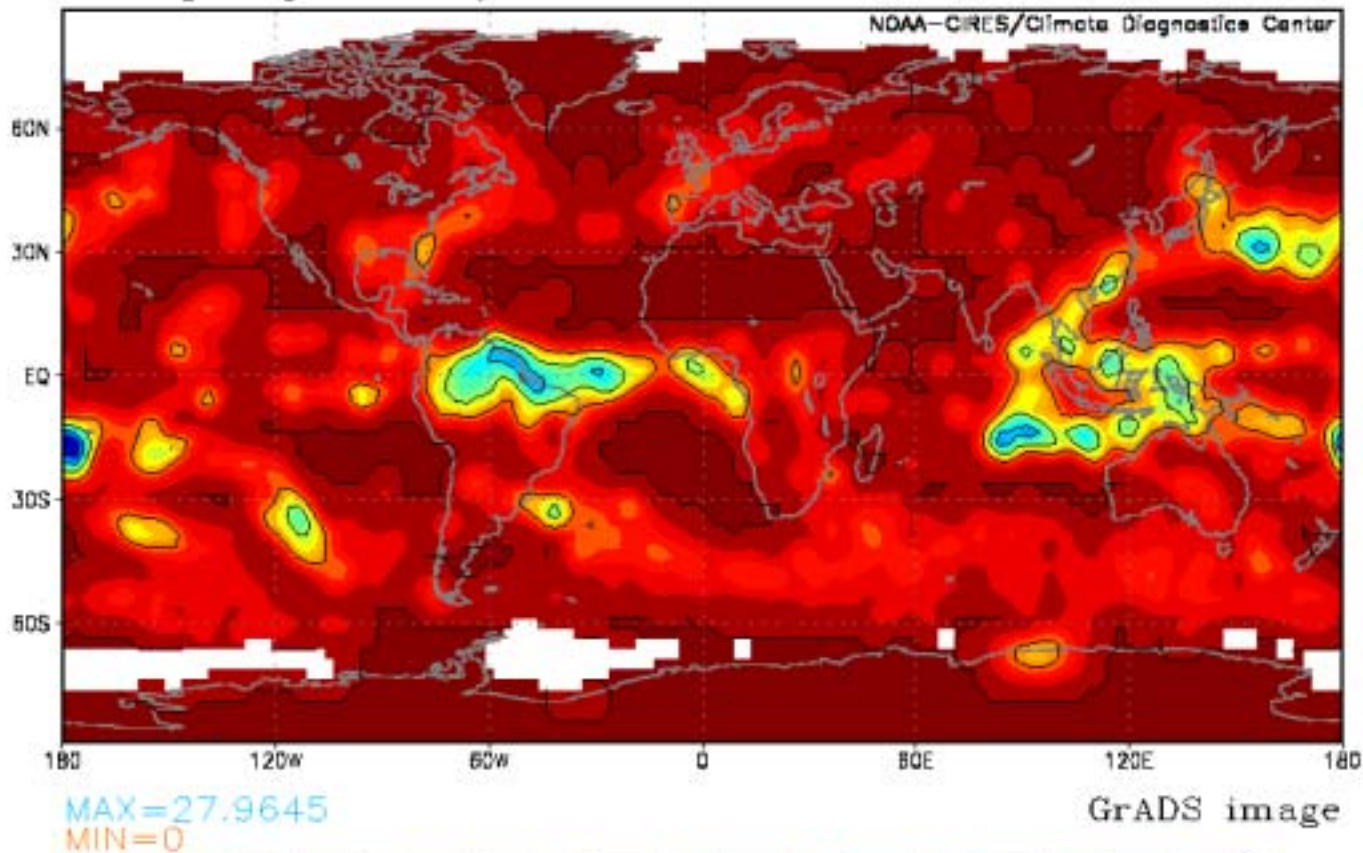 NOAA-CIRES/Climate Diagnostics Center
60N
30N
EQ
30S
60S
180 120W 60W 0 60E 120E 180
MAX=27.9645
GrADS image
MIN=0